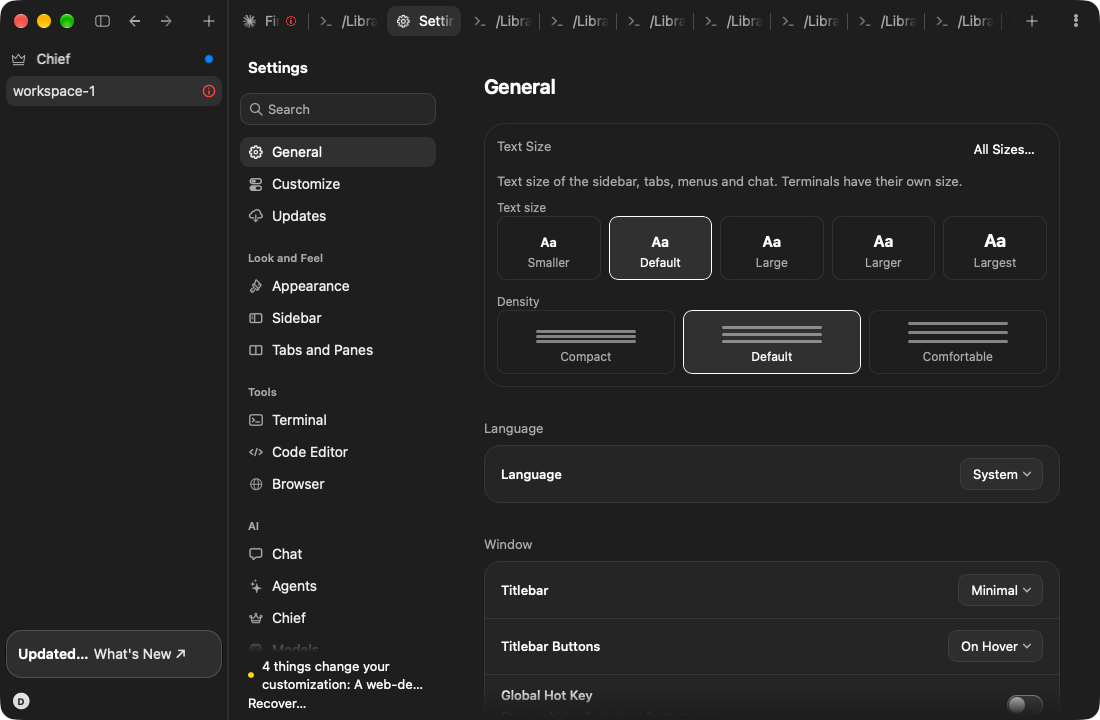 Fi
/Libra
Settin
/Libra
/Libra
/Libra
/Libra
/Libra
/Libra
/Libra
Chief
workspace-1
Updated... What's New
D
Settings
Search
General
Customize
Updates
Look and Feel
Appearance
Sidebar
Tabs and Panes
Tools
Terminal
Code Editor
Browser
AI
Chat
Agents
Chief
Models
4 things change your
customization: A web-de...
Recover...
General
Text Size
All Sizes...
Text size of the sidebar, tabs, menus and chat. Terminals have their own size.
Text size
Aa Aa Aa Aa Aa
Smaller Default Large Larger Largest
Density
Compact Default Comfortable
Language
Language System
Window
Titlebar Minimal
Titlebar Buttons On Hover
Global Hot Key